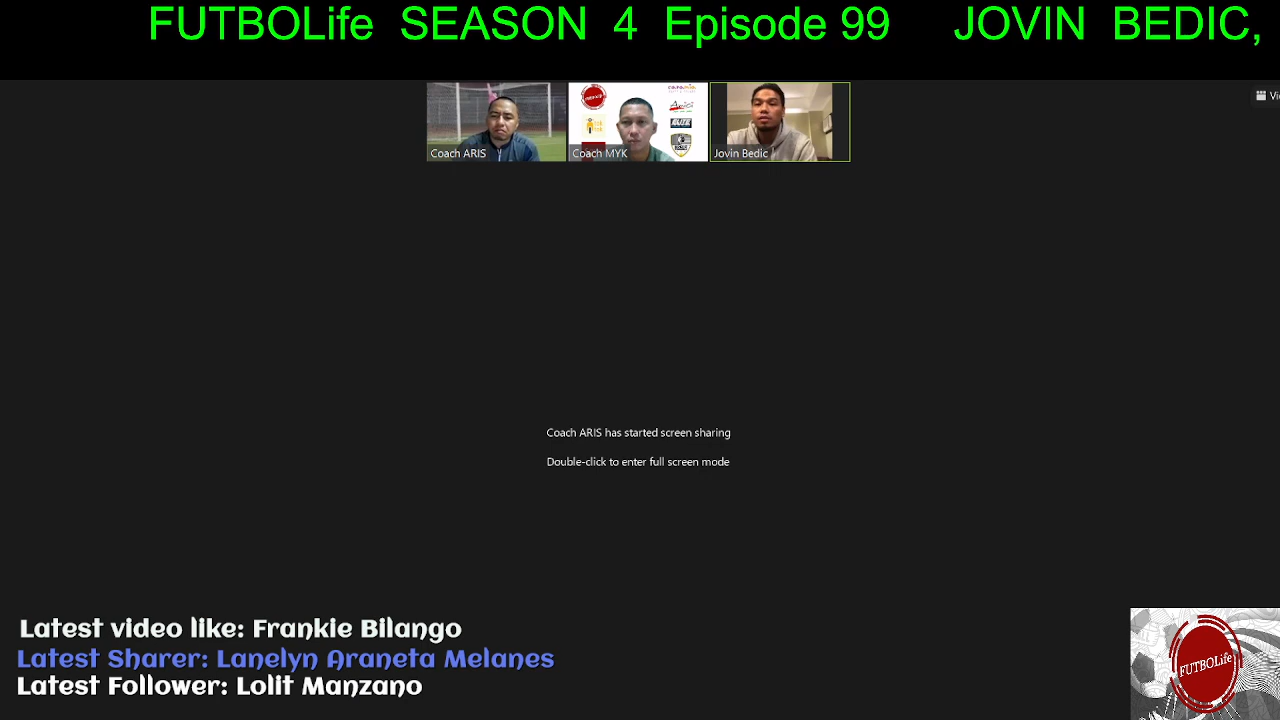 FUTBOLife SEASON 4 Episode 99 JOVIN BEDIC,
Coach ARIS
Coach MYK
Jovin Bedic
Coach ARIS has started screen sharing
Double-click to enter full screen mode
Latest video like: Frankie Bilango
Latest Sharer: Lanelyn Araneta Melanes
Latest Follower: Lolit Manzano
FUTBOLife